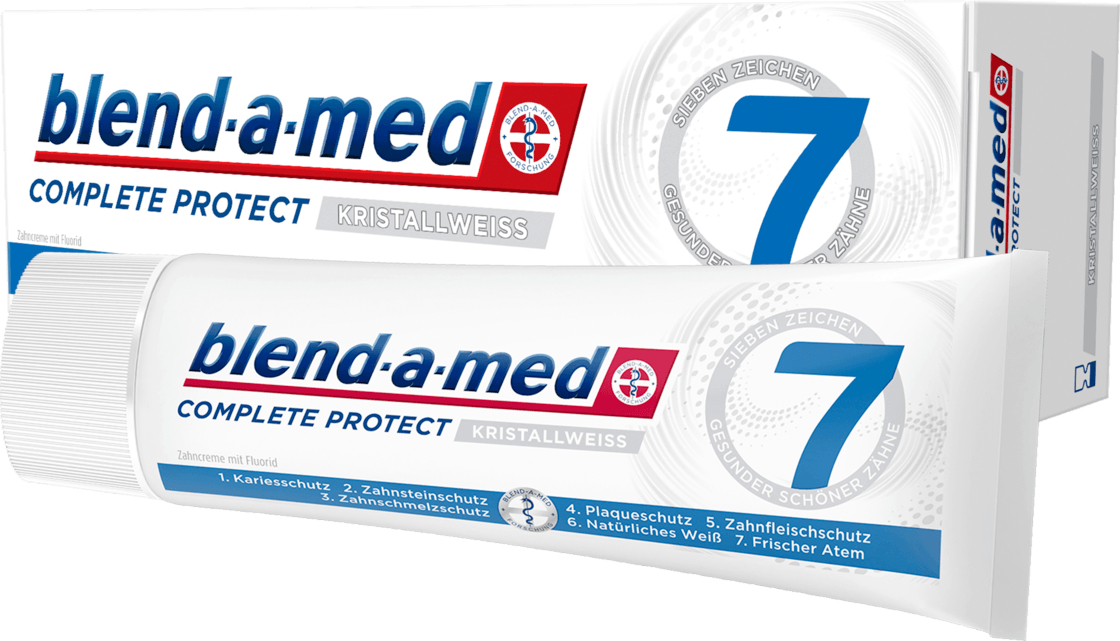 blend-a-med
BLEND-A-MED
FORSCHUNG
COMPLETE PROTECT KRISTALLWEISS
Zahncreme mit Fluorid
SIEBEN ZEICHEN
7
GESUNDER SCHÖNER ZÄHNE
blend-a-med
COMPLETE PROTECT
KRISTALLWEISS
blend-a-med
BLEND-A-MED
FORSCHUNG
COMPLETE PROTECT KRISTALLWEISS
Zahncreme mit Fluorid
SIEBEN ZEICHEN
7
GESUNDER SCHÖNER ZÄHNE
1. Kariesschutz 2. Zahnsteinschutz
3. Zahnschmelzschutz
BLEND-A-MED
FORSCHUNG
4. Plaqueschutz 5. Zahnfleischschutz
6. Natürliches Weiß 7. Frischer Atem